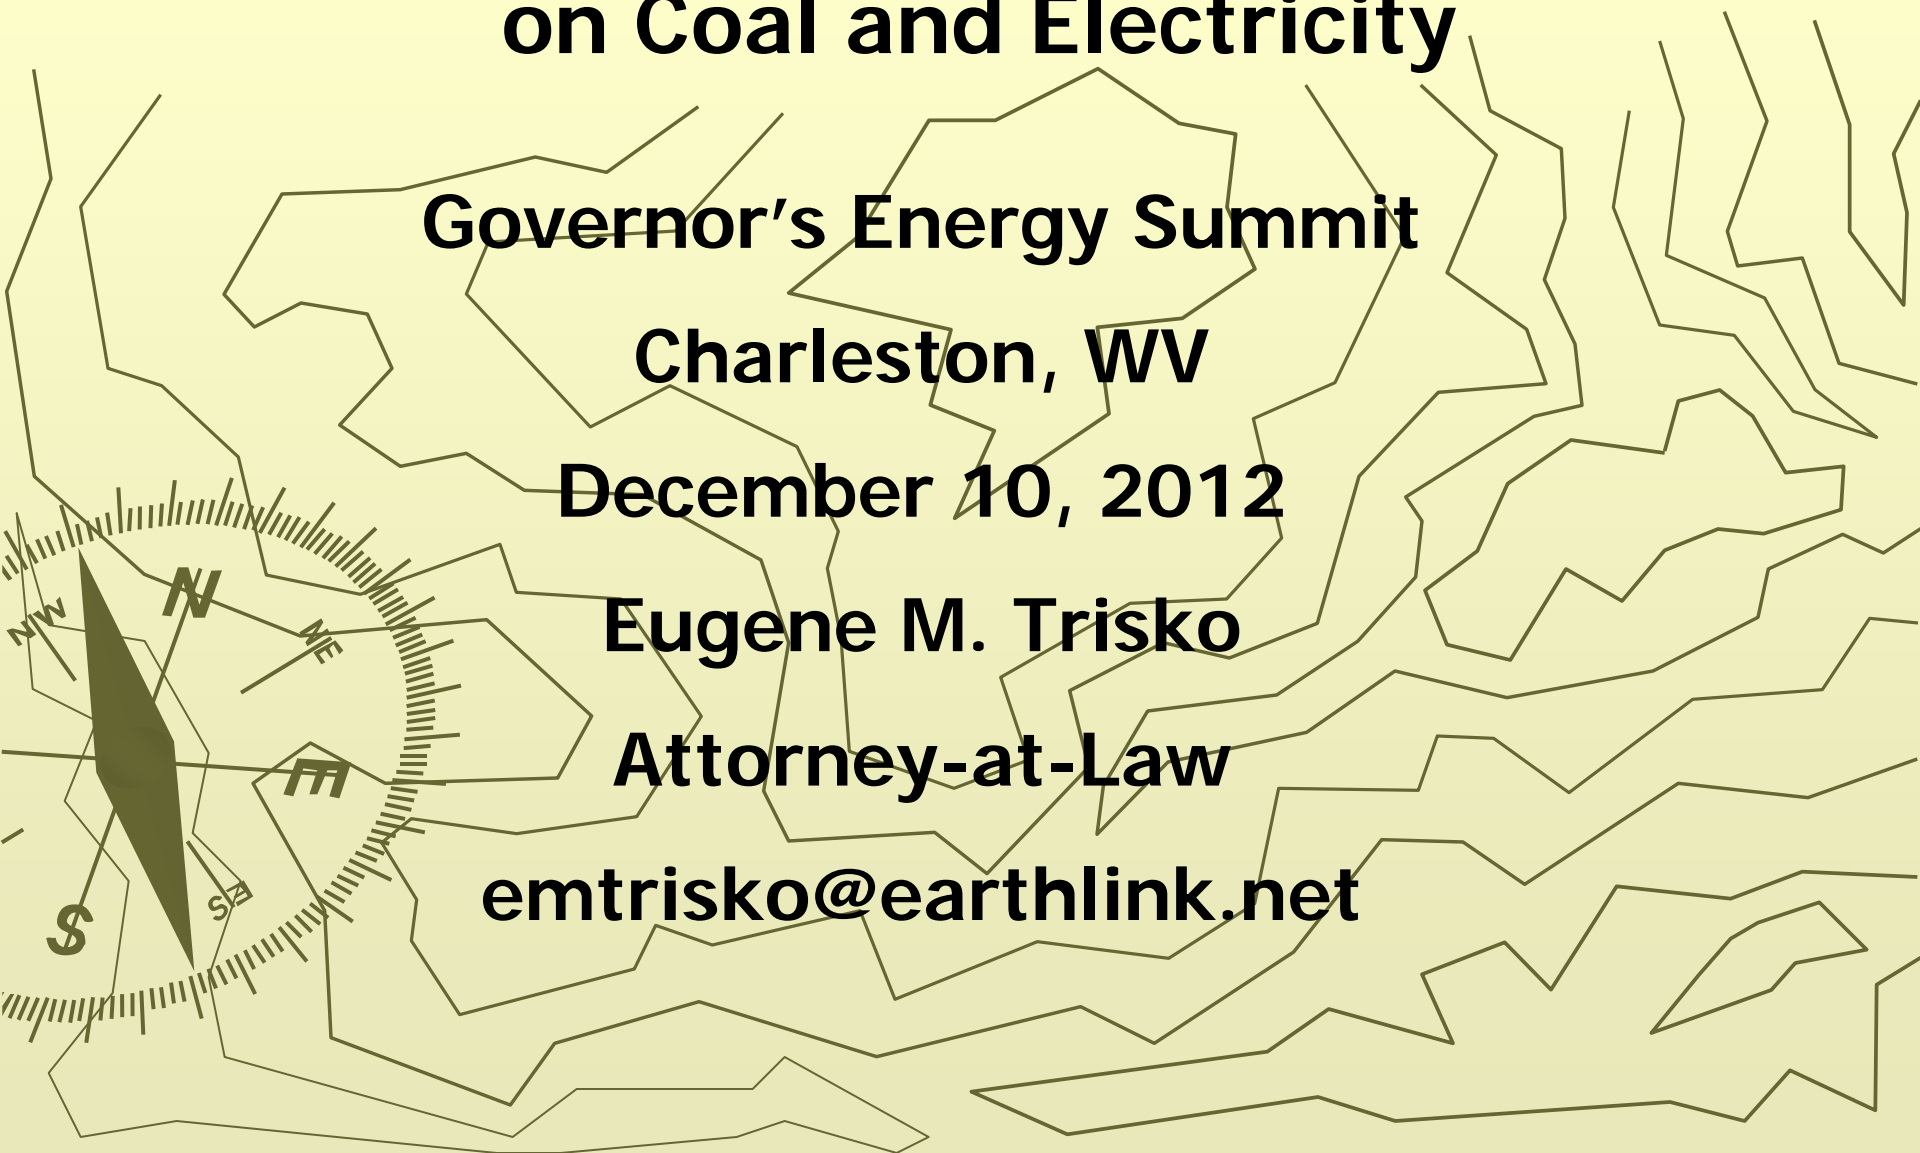 on Coal and Electricity
Governor’s Energy Summit
Charleston, WV
December 10, 2012
Eugene M. Trisko
Attorney-at-Law
emtrisko@earthlink.net
N
NW
NE
E
SE
S